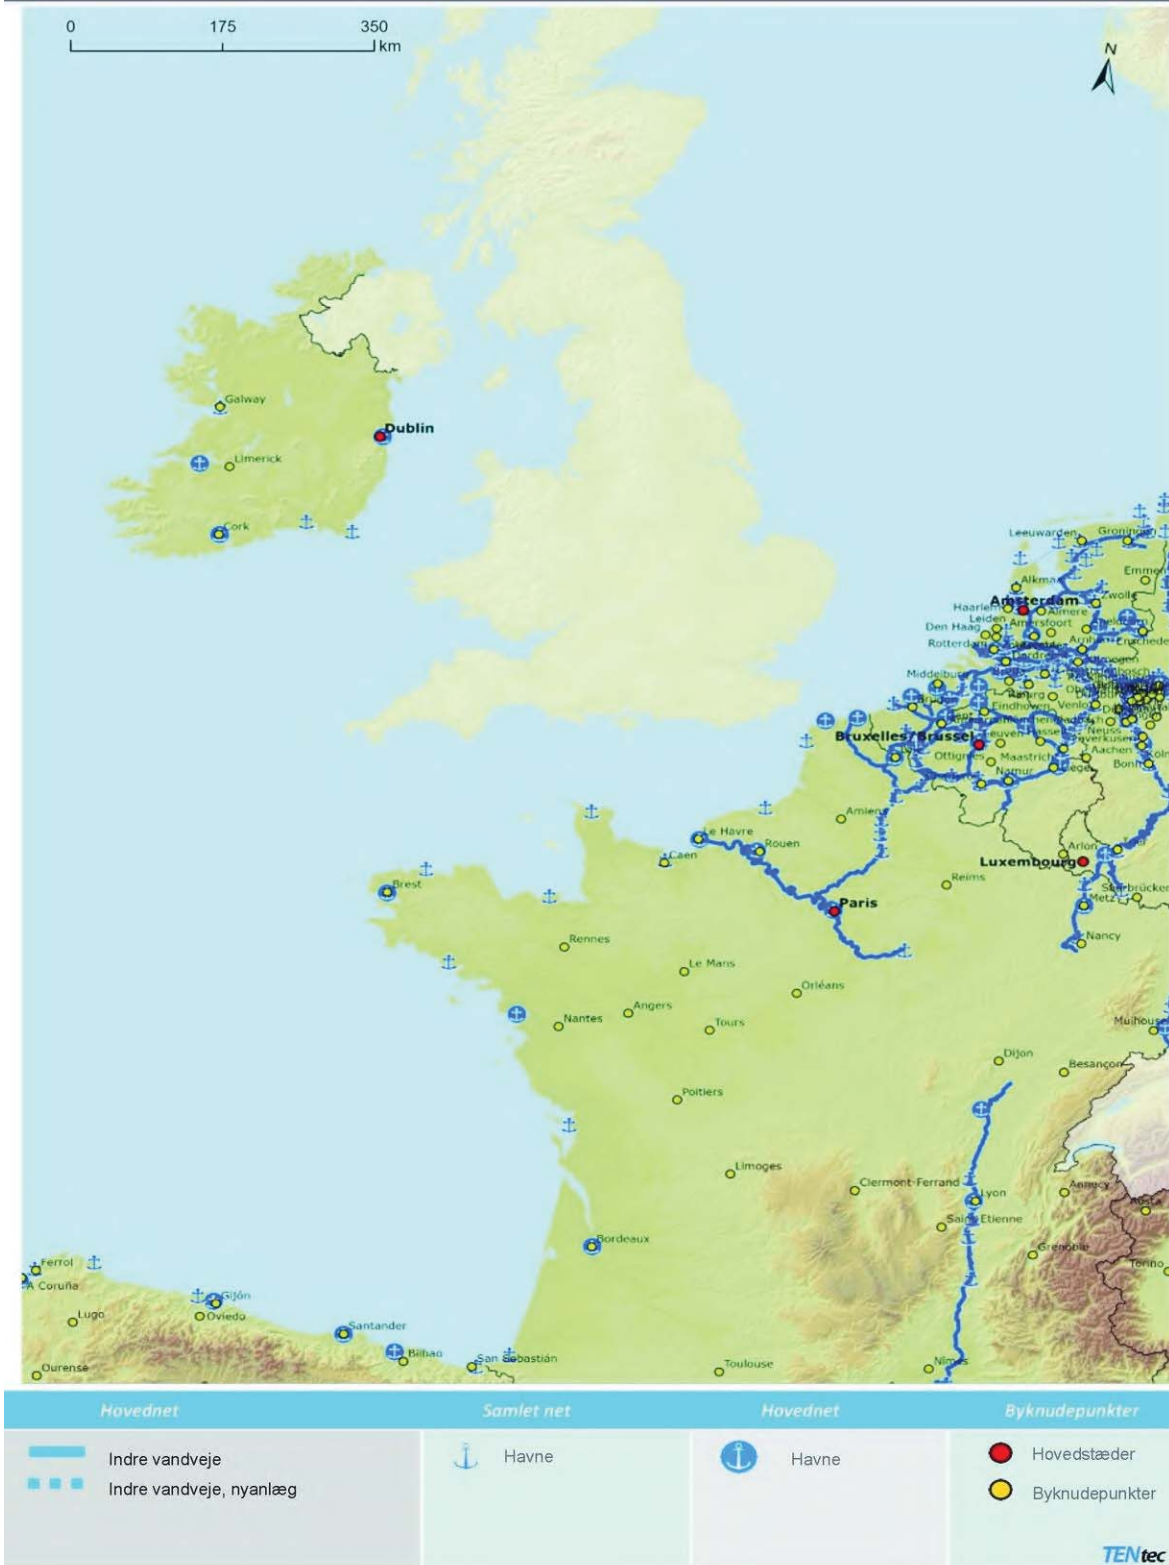 0 175 350
km
N
Galway
Dublin
Limerick
Cork
Leeuwarden
Groningen
Emmen
Alkmaar
Amsterdam
Zwolle
Haarlem
Almere
Leiden
Amersfoort
Den Haag
Enschede
Rotterdam
Middelburg
Eindhoven
Venlo
Bruxelles/Brussel
Leuven
Neuss
Leverkusen
Maastricht
Aachen
Köln
Namur
Bonn
Amiens
Le Havre
Rouen
Caen
Arlon
Luxembourg
Brest
Reims
Saarbrücken
Paris
Metz
Rennes
Nancy
Le Mans
Orléans
Angers
Nantes
Tours
Mulhouse
Dijon
Besançon
Poitiers
Limoges
Clermont-Ferrand
Annecy
Lyon
Aosta
Saint Etienne
Bordeaux
Grenoble
Ferrol
Torino
A Coruña
Gijón
Lugo
Oviedo
Santander
Bilbao
San Sebastián
Nîmes
Ourense
Toulouse
Hovednet Samlet net Hovednet Byknudepunkter
Indre vandveje
Havne
Havne
Hovedstæder
Indre vandveje, nyanlæg
Byknudepunkter
TENtec